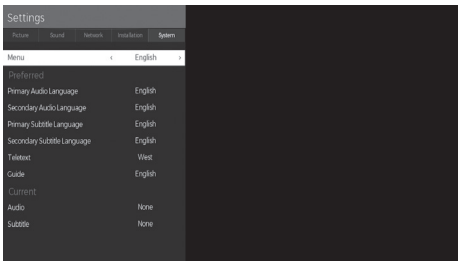 Settings
Picture Sound Network Installation System
Menu ‹ English ›
Preferred
Primary Audio Language English
Secondary Audio Language English
Primary Subtitle Language English
Secondary Subtitle Language English
Teletext West
Guide English
Current
Audio None
Subtitle None